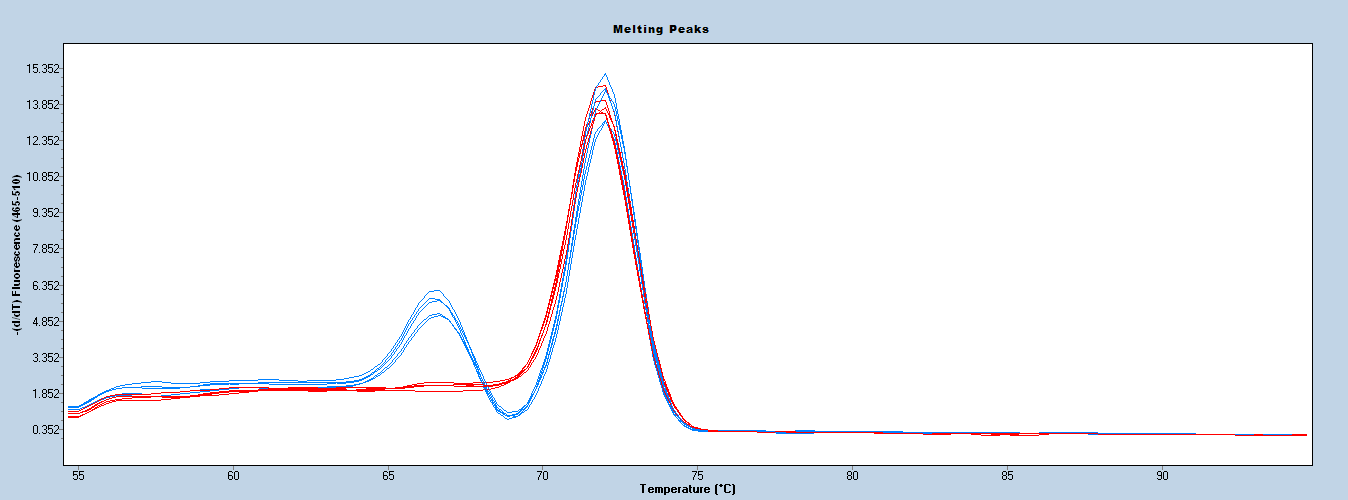 Melting Peaks
-(d/dT) Fluorescence (465-510)
15.352
13.852
12.352
10.852
9.352
7.852
6.352
4.852
3.352
1.852
0.352
55 60 65 70 75 80 85 90
Temperature (°C)